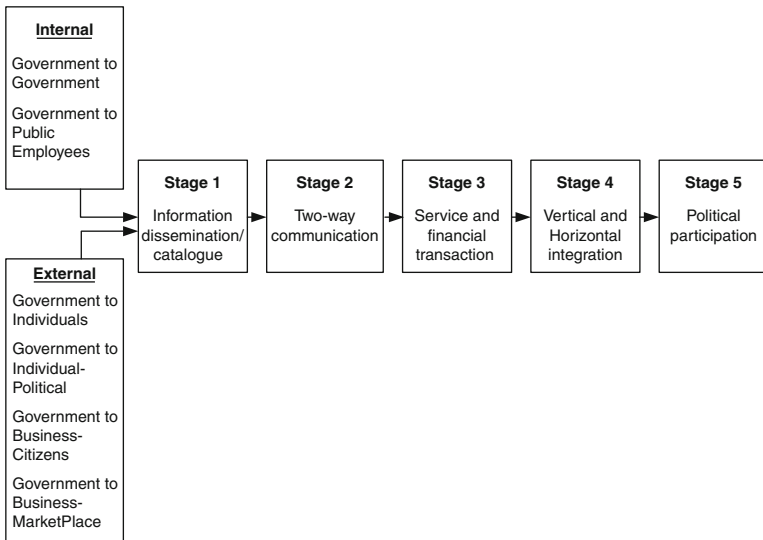 Internal
Government to
Government
Government to
Public
Employees
External
Government to
Individuals
Government to
Individual-
Political
Government to
Business-
Citizens
Government to
Business-
MarketPlace
Stage 1
Information
dissemination/
catalogue
Stage 2
Two-way
communication
Stage 3
Service and
financial
transaction
Stage 4
Vertical and
Horizontal
integration
Stage 5
Political
participation